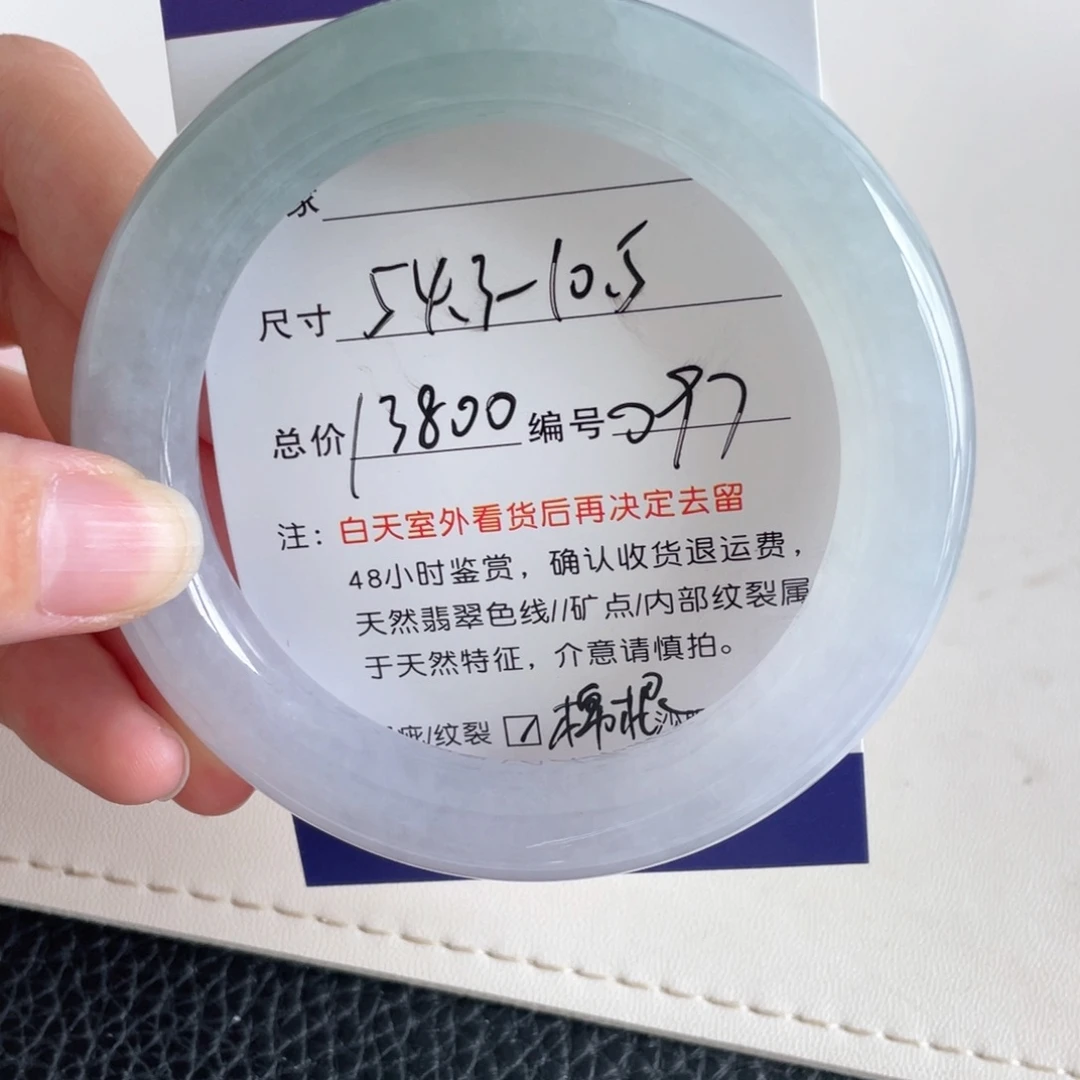 家
尺寸 54.3-10.5
总价 13800 编号 097
注：白天室外看货后再决定去留
48小时鉴赏，确认收货退运费，
天然翡翠色线//矿点/内部纹裂属
于天然特征，介意请慎拍。
疵/纹裂 棉根